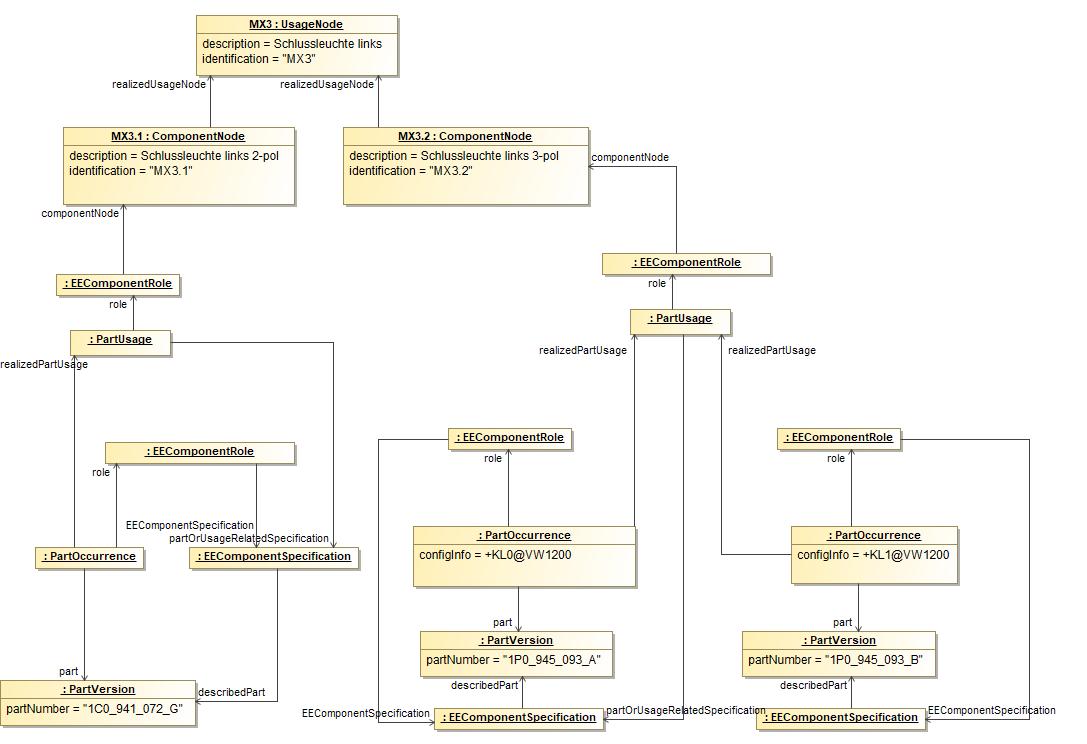 MX3 : UsageNode
description = Schlussleuchte links
identification = "MX3"
realizedUsageNode
realizedUsageNode
MX3.1 : ComponentNode
description = Schlussleuchte links 2-pol
identification = "MX3.1"
MX3.2 : ComponentNode
description = Schlussleuchte links 3-pol
identification = "MX3.2"
componentNode
componentNode
: EEComponentRole
role
: EEComponentRole
role
: PartUsage
realizedPartUsage
: PartUsage
realizedPartUsage
realizedPartUsage
: EEComponentRole
role
: EEComponentRole
role
: EEComponentRole
role
EEComponentSpecification
partOrUsageRelatedSpecification
: PartOccurrence
: EEComponentSpecification
: PartOccurrence
configInfo = +KL0@VW1200
: PartOccurrence
configInfo = +KL1@VW1200
part
part
part
: PartVersion
partNumber = "1C0_941_072_G"
describedPart
: PartVersion
partNumber = "1P0_945_093_A"
describedPart
: PartVersion
partNumber = "1P0_945_093_B"
describedPart
EEComponentSpecification
: EEComponentSpecification
partOrUsageRelatedSpecification
: EEComponentSpecification
EEComponentSpecification